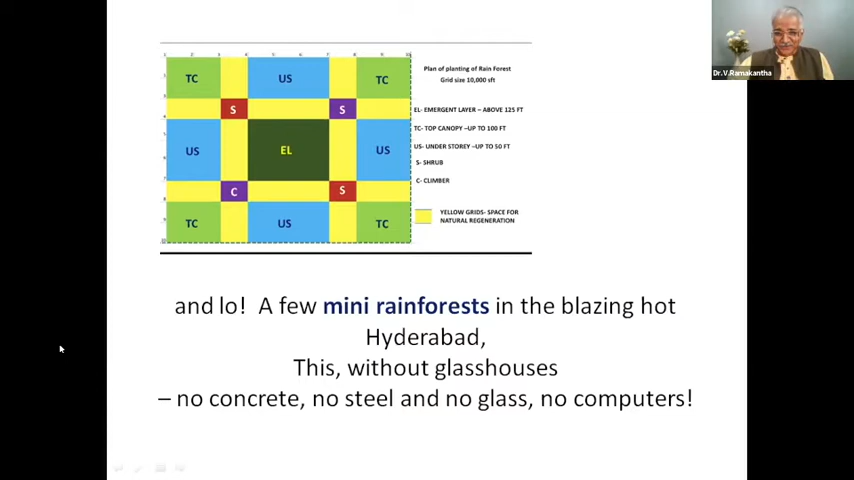 Dr.V.Ramakantha
TC US TC
Plan of planting of Rain Forest
Grid size 10,000 sft
S S
EL- EMERGENT LAYER – ABOVE 125 FT
TC- TOP CANOPY –UP TO 100 FT
US EL US
US- UNDER STOREY –UP TO 50 FT
S- SHRUB
C- CLIMBER
C S
TC US TC
YELLOW GRIDS- SPACE FOR
NATURAL REGENERATION
and lo! A few mini rainforests in the blazing hot
Hyderabad,
This, without glasshouses
– no concrete, no steel and no glass, no computers!